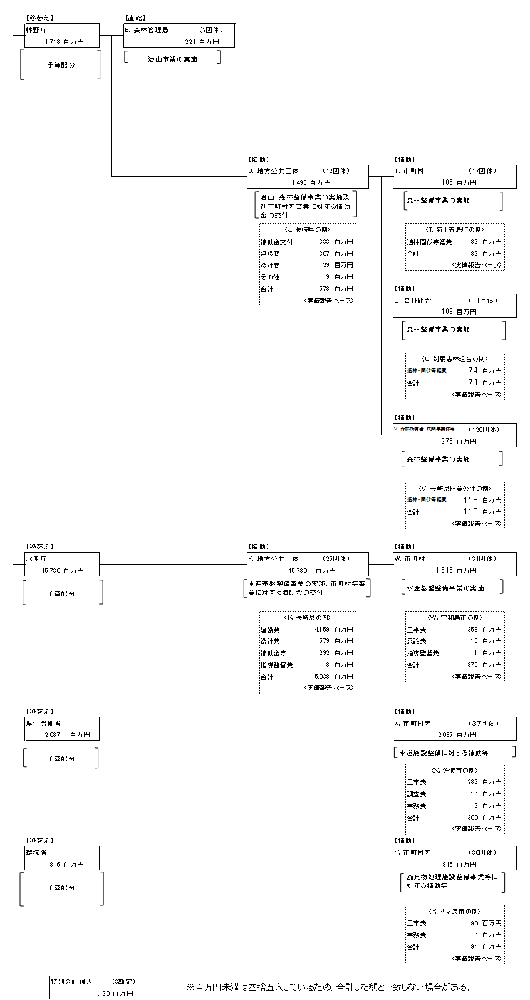 【移替え】
林野庁
1,718 百万円
予算配分
【直轄】
E. 森林管理局 (2団体)
221 百万円
治山事業の実施
【補助】
J. 地方公共団体 (12団体)
1,496 百万円
治山、森林整備事業の実施及
び市町村等事業に対する補助
金の交付
〈J. 長崎県の例〉
補助金交付 333 百万円
建設費 307 百万円
設計費 29 百万円
その他 9 百万円
合計 678 百万円
〈実績報告ベース〉
【補助】
T. 市町村 (17団体)
105 百万円
森林整備事業の実施
〈T. 新上五島町の例〉
造林間伐等経費 33 百万円
合計 33 百万円
〈実績報告ベース〉
【補助】
U. 森林組合 (11団体)
189 百万円
森林整備事業の実施
〈U. 対馬森林組合の例〉
造林・間伐等経費 74 百万円
合計 74 百万円
〈実績報告ベース〉
【補助】
V. 森林所有者、民間事業体等 (120団体)
273 百万円
森林整備事業の実施
〈V. 長崎県林業公社の例〉
造林・間伐等経費 118 百万円
合計 118 百万円
〈実績報告ベース〉
【移替え】
水産庁
15,730 百万円
予算配分
【補助】
K. 地方公共団体 (25団体)
15,730 百万円
水産基盤整備事業の実施、市町村等事
業に対する補助金の交付
〈K. 長崎県の例〉
建設費 4,159 百万円
設計費 579 百万円
補助金等 292 百万円
指導監督費 8 百万円
合計 5,038 百万円
〈実績報告ベース〉
【補助】
W. 市町村 (31団体)
1,516 百万円
水産基盤整備事業の実施
〈W. 宇和島市の例〉
工事費 359 百万円
委託費 15 百万円
指導監督費 1 百万円
合計 375 百万円
〈実績報告ベース〉
【移替え】
厚生労働省
2,087 百万円
予算配分
【補助】
X. 市町村等 (37団体)
2,087 百万円
水道施設整備に対する補助等
〈X. 佐渡市の例〉
工事費 283 百万円
調査費 14 百万円
事務費 3 百万円
合計 300 百万円
〈実績報告ベース〉
【移替え】
環境省
816 百万円
予算配分
【補助】
Y. 市町村等 (30団体)
816 百万円
廃棄物処理施設整備事業等に
対する補助等
〈Y. 西之表市の例〉
工事費 190 百万円
事務費 4 百万円
合計 194 百万円
〈実績報告ベース〉
特別会計繰入 (3勘定)
1,130 百万円
※百万円未満は四捨五入しているため、合計した額と一致しない場合がある。